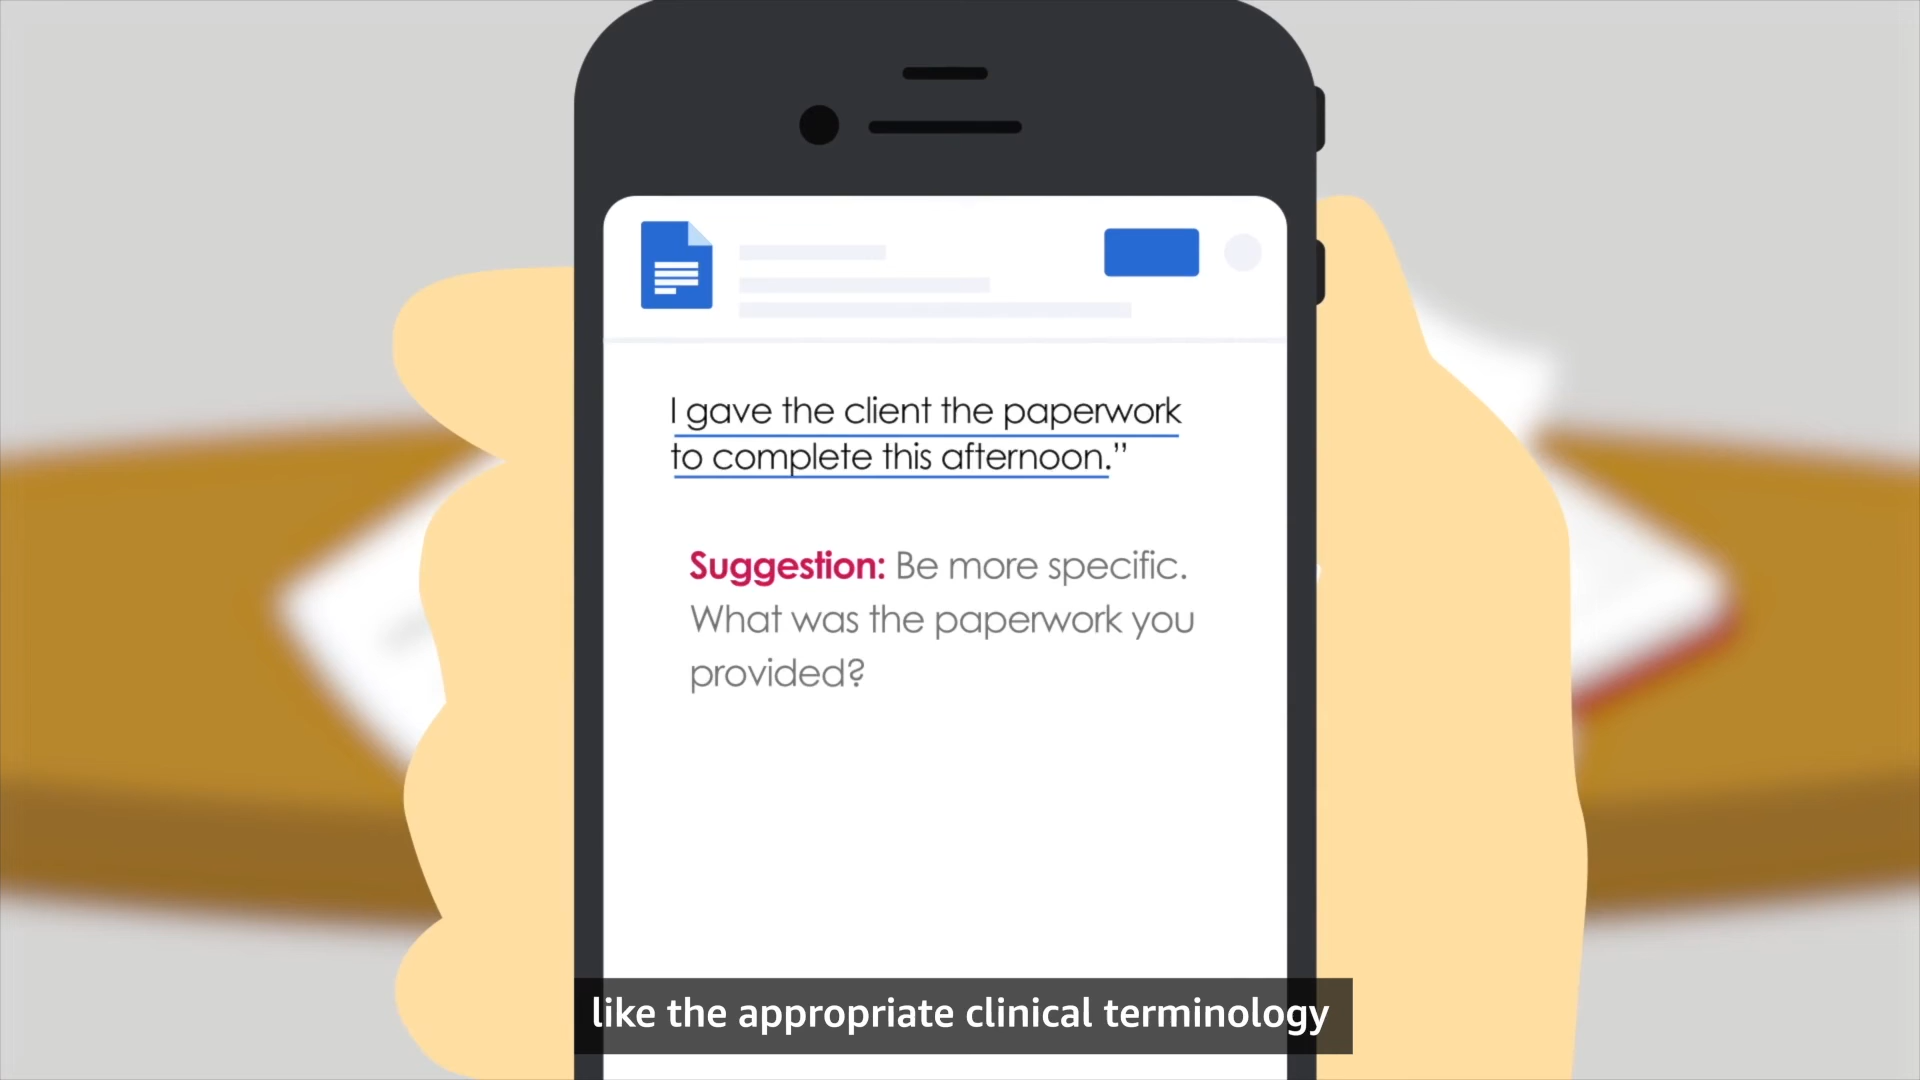 I gave the client the paperwork
to complete this afternoon.”
Suggestion: Be more specific.
What was the paperwork you
provided?
like the appropriate clinical terminology